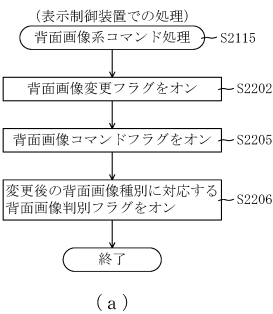 (表示制御装置での処理)
背面画像系コマンド処理 S2115
背面画像変更フラグをオン S2202
背面画像コマンドフラグをオン S2205
変更後の背面画像種別に対応する S2206
背面画像判別フラグをオン
終了
(a)